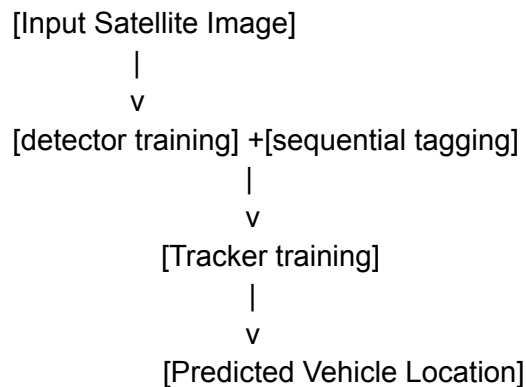 [Input Satellite Image]
|
v
[detector training] +[sequential tagging]
|
v
[Tracker training]
|
v
[Predicted Vehicle Location]